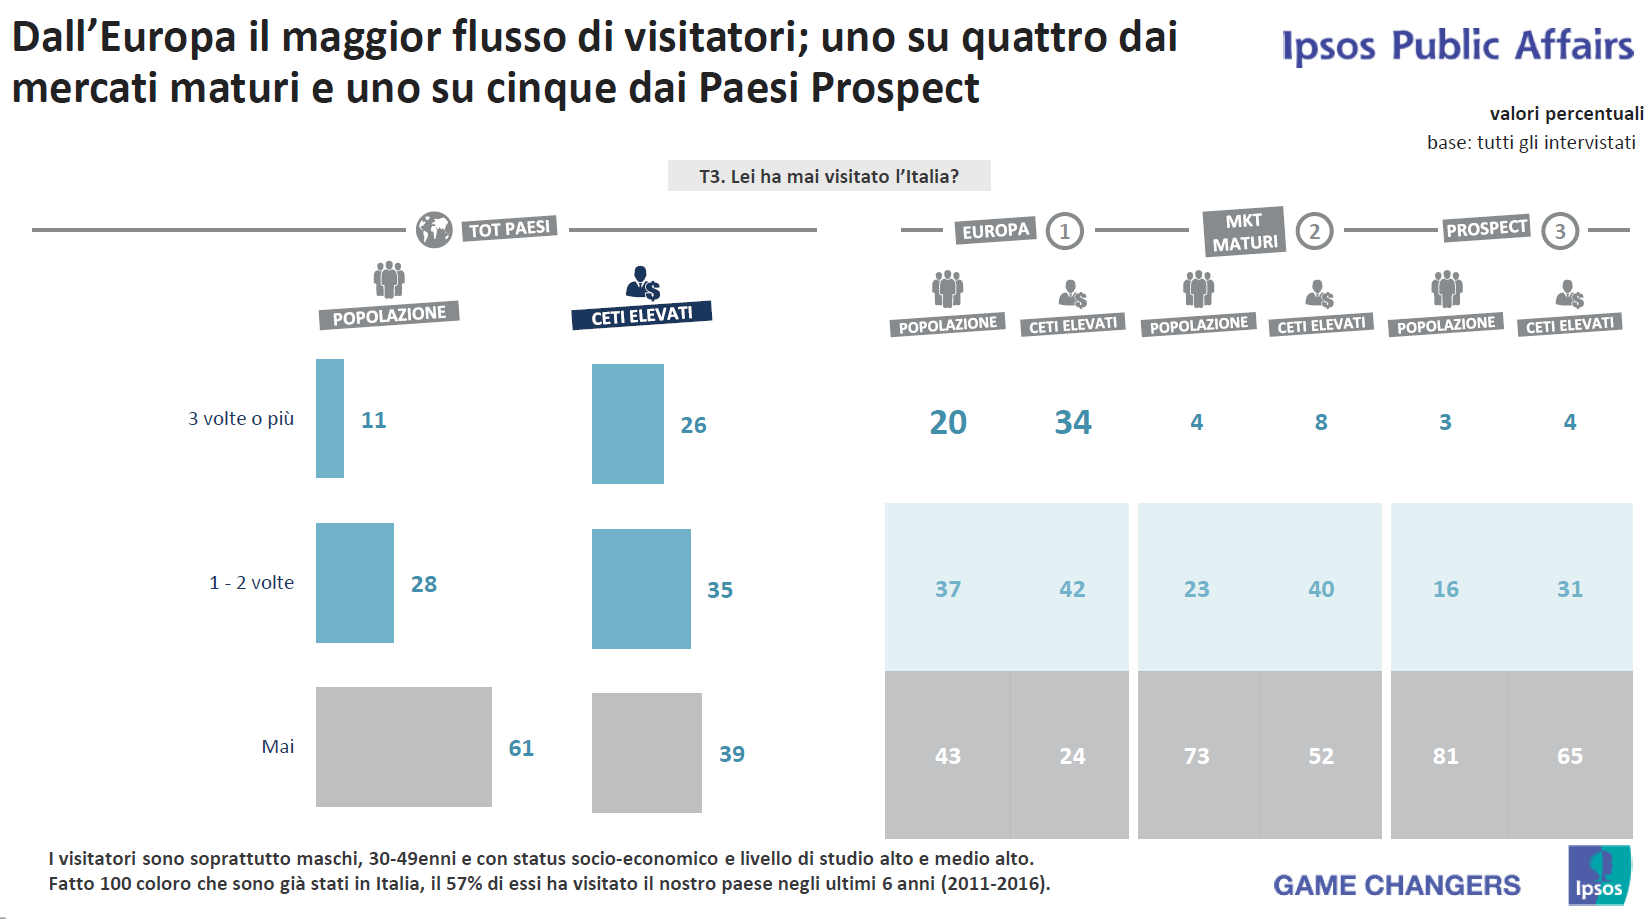 Dall’Europa il maggior flusso di visitatori; uno su quattro dai
mercati maturi e uno su cinque dai Paesi Prospect
Ipsos Public Affairs
valori percentuali
base: tutti gli intervistati
T3. Lei ha mai visitato l’Italia?
TOT PAESI
EUROPA 1
MKT
MATURI 2
PROSPECT 3
POPOLAZIONE
CETI ELEVATI
POPOLAZIONE
CETI ELEVATI
POPOLAZIONE
CETI ELEVATI
POPOLAZIONE
CETI ELEVATI
3 volte o più 11 26 20 34 4 8 3 4
1 - 2 volte 28 35 37 42 23 40 16 31
Mai 61 39 43 24 73 52 81 65
I visitatori sono soprattutto maschi, 30-49enni e con status socio-economico e livello di studio alto e medio alto.
Fatto 100 coloro che sono già stati in Italia, il 57% di essi ha visitato il nostro paese negli ultimi 6 anni (2011-2016).
GAME CHANGERS
Ipsos